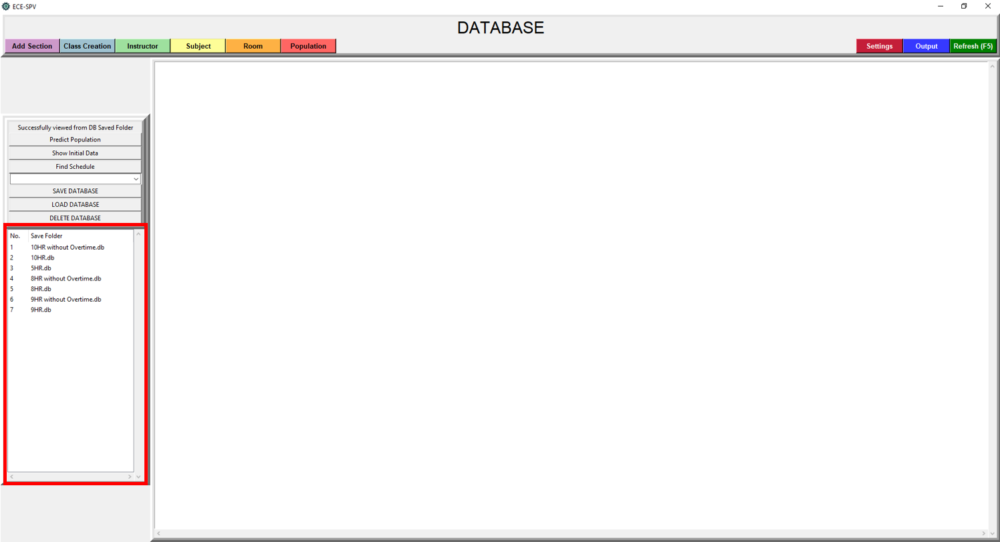 ECE-SPV
DATABASE
Add Section Class Creation Instructor Subject Room Population Settings Output Refresh (F5)
Successfully viewed from DB Saved Folder
Predict Population
Show Initial Data
Find Schedule
SAVE DATABASE
LOAD DATABASE
DELETE DATABASE
No. Save Folder
1 10HR without Overtime.db
2 10HR.db
3 5HR.db
4 8HR without Overtime.db
5 8HR.db
6 9HR without Overtime.db
7 9HR.db